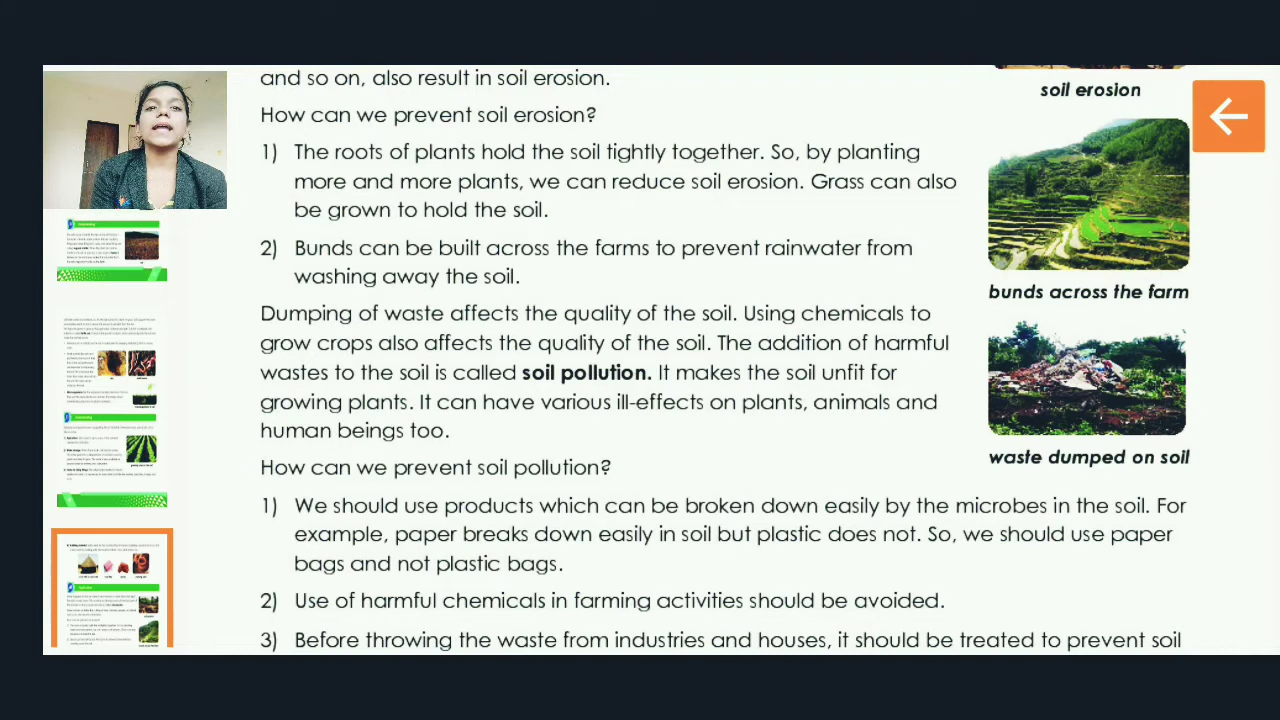 and so on, also result in soil erosion.
soil erosion
How can we prevent soil erosion?
1) The roots of plants hold the soil tightly together. So, by planting
more and more plants, we can reduce soil erosion. Grass can also
be grown to hold the soil.
Bunds can be built across the farms to prevent the water from
washing away the soil.
bunds across the farm
Dumping of waste affects the quality of the soil. Using chemicals to
grow crops also affects the quality of the soil. The addition of harmful
wastes to the soil is called soil pollution. It makes the soil unfit for
growing plants. It can have serious ill-effects on plants, animals and
human beings too.
waste dumped on soil
How can we prevent soil pollution?
1) We should use products which can be broken down easily by the microbes in the soil. For
example, paper breaks down easily in soil but plastic does not. So, we should use paper
bags and not plastic bags.
2) Use of synthetic chemicals in farming activites should be avoided.
3) Before throwing the waste from industries and houses, it should be treated to prevent soil